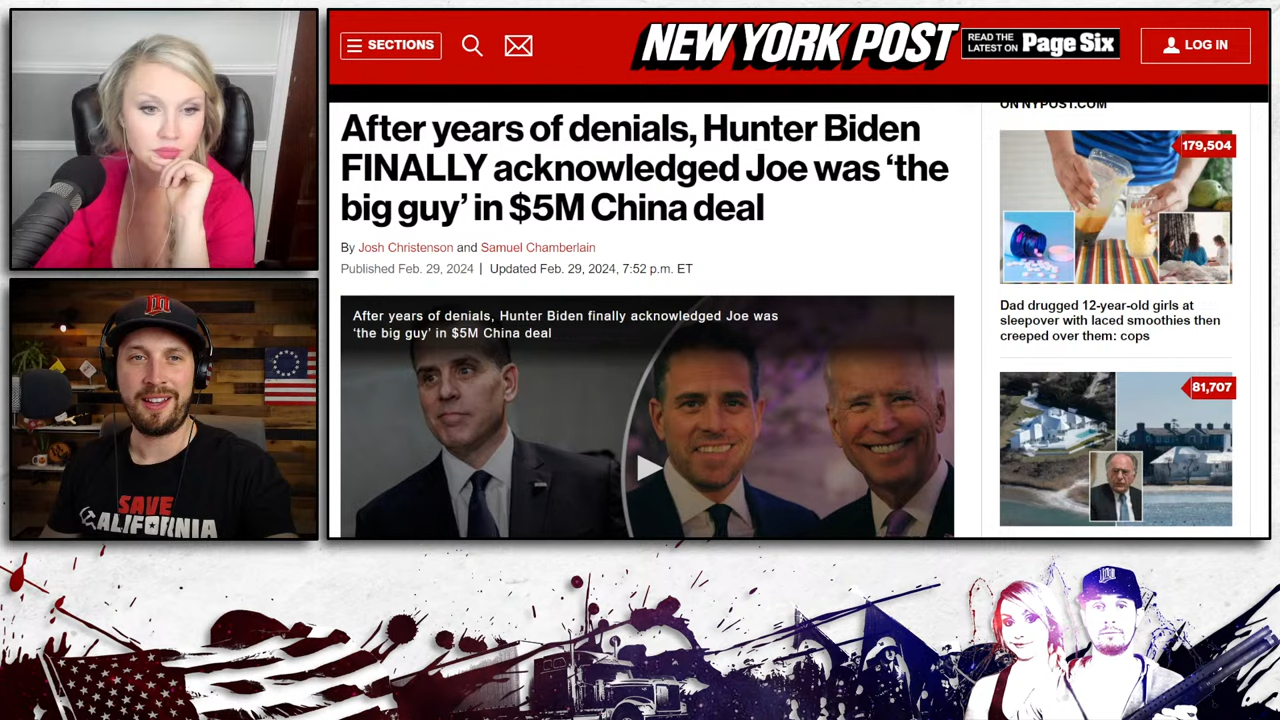 SECTIONS
NEW YORK POST
READ THE
LATEST ON
Page Six
LOG IN
After years of denials, Hunter Biden
FINALLY acknowledged Joe was ‘the
big guy’ in $5M China deal
By Josh Christenson and Samuel Chamberlain
Published Feb. 29, 2024 | Updated Feb. 29, 2024, 7:52 p.m. ET
After years of denials, Hunter Biden finally acknowledged Joe was
‘the big guy’ in $5M China deal
ON NYPOST.COM
179,504
Dad drugged 12-year-old girls at
sleepover with laced smoothies then
creeped over them: cops
81,707
SAVE
CALIFORNIA